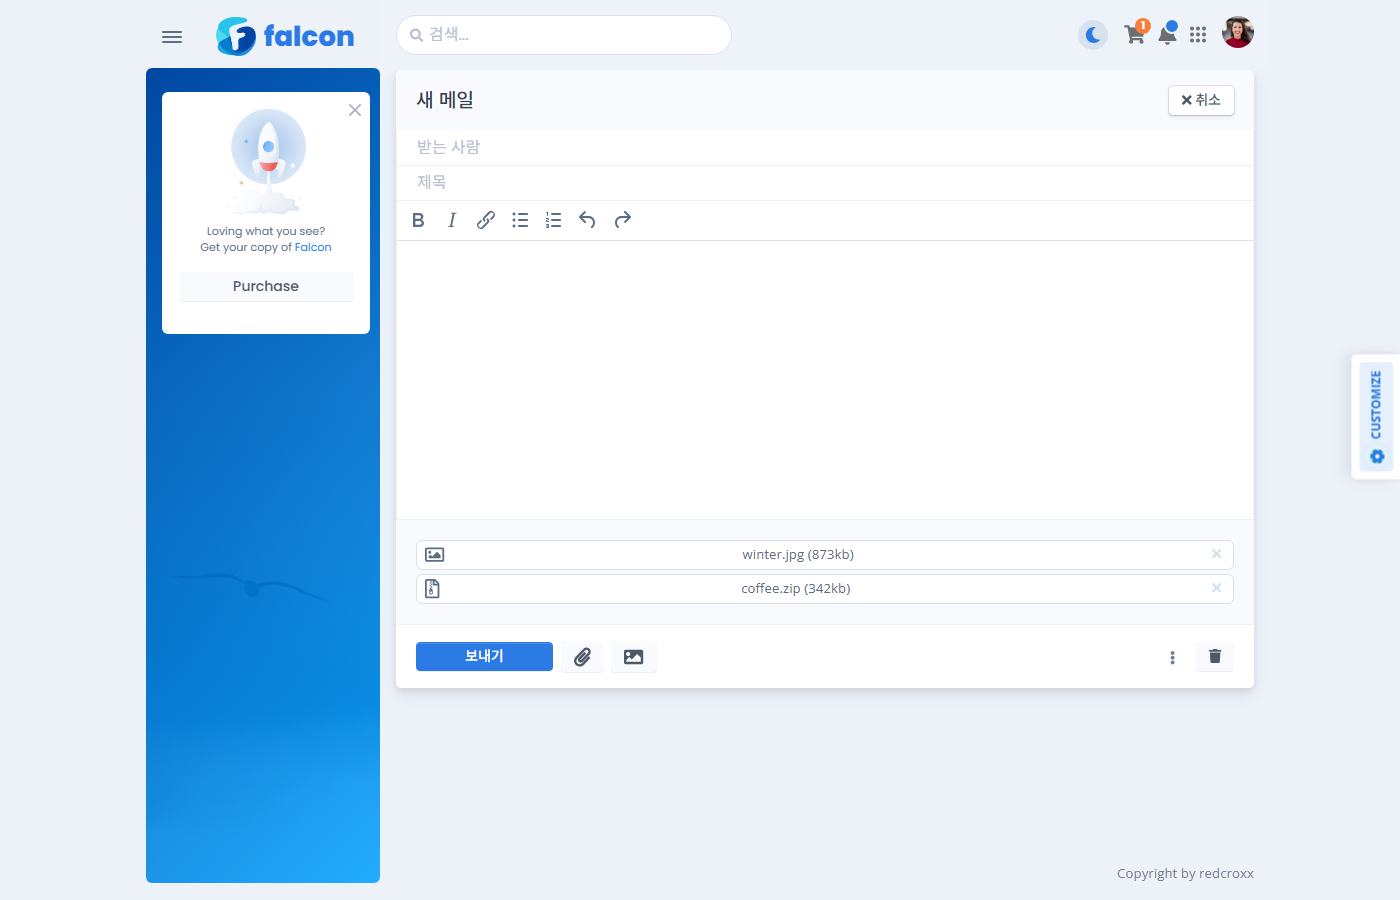 falcon
검색...
1
새 메일
취소
받는 사람
제목
Loving what you see?
Get your copy of Falcon
Purchase
CUSTOMIZE
winter.jpg (873kb)
coffee.zip (342kb)
보내기
Copyright by redcroxx